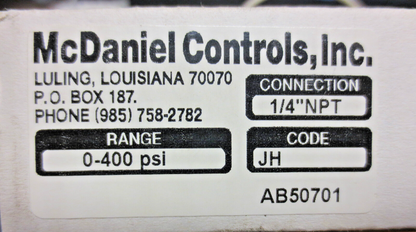 McDaniel Controls, Inc.
LULING, LOUISIANA 70070
P.O. BOX 187.
PHONE (985) 758-2782
CONNECTION
1/4"NPT
RANGE
0-400 psi
CODE
JH
AB50701